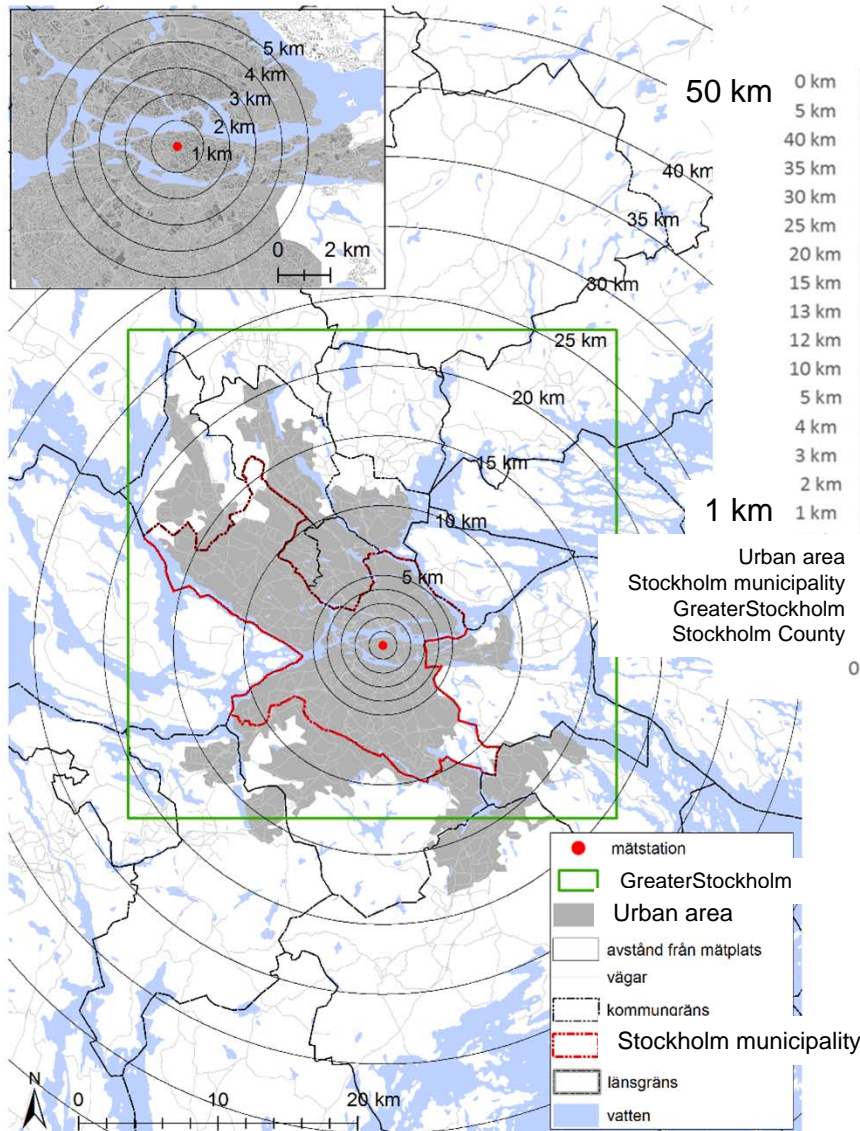 5 km
4 km
3 km
2 km
1 km
0 2 km
50 km
0 km
5 km
40 km
35 km
30 km
25 km
20 km
15 km
13 km
12 km
10 km
5 km
4 km
3 km
2 km
1 km
1 km
Urban area
Stockholm municipality
GreaterStockholm
Stockholm County
0
40 km
35 km
30 km
25 km
20 km
15 km
10 km
5 km
mätstation
GreaterStockholm
Urban area
avstånd från mätplats
vägar
kommungräns
Stockholm municipality
länsgräns
vatten
N
0 10 20 km